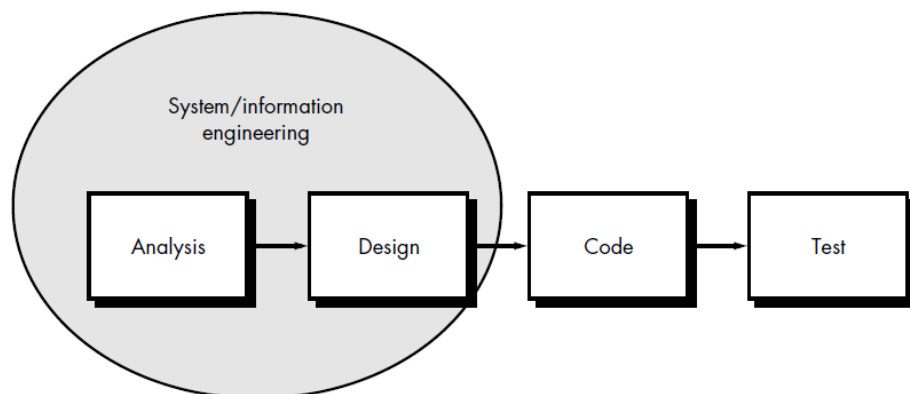 System/information
engineering
Analysis
Design
Code
Test